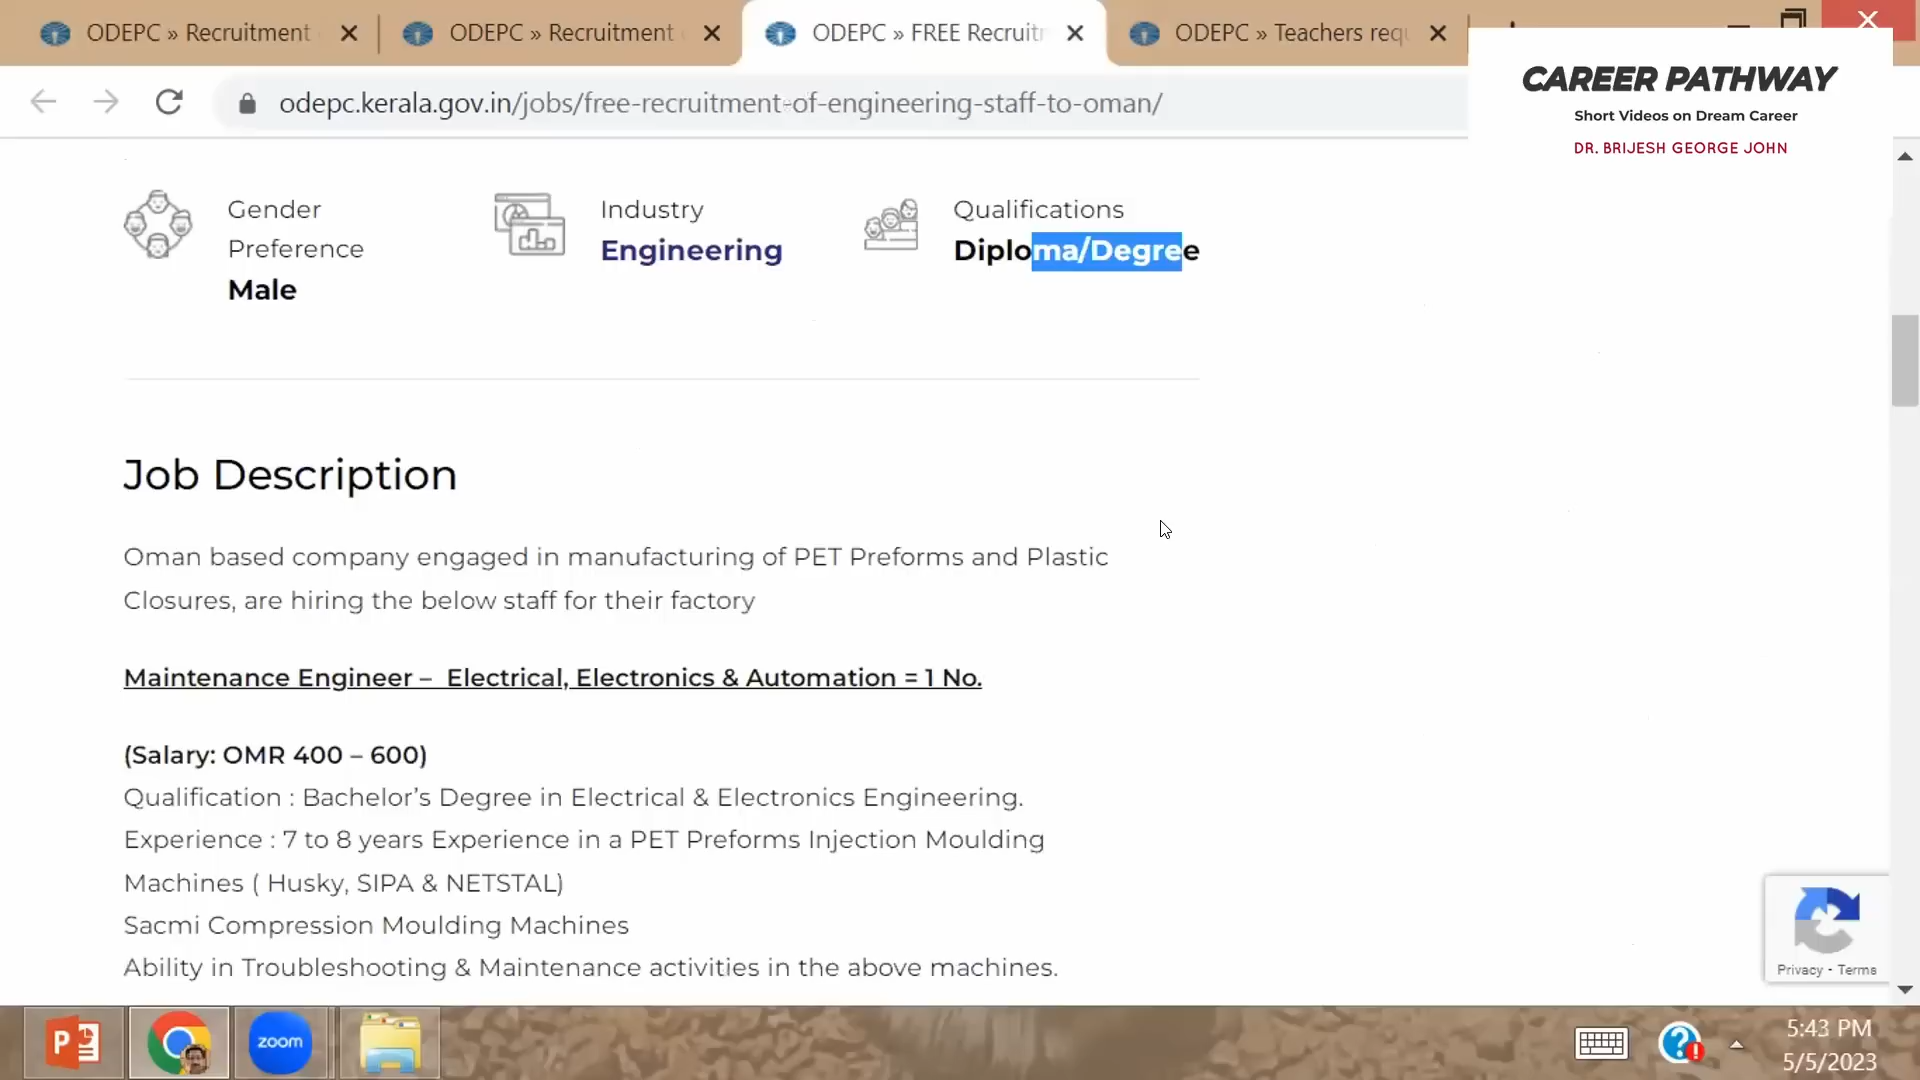 ODEPC » Recruitment
ODEPC » Recruitment
ODEPC » FREE Recruitm
ODEPC » Teachers requ
odepc.kerala.gov.in/jobs/free-recruitment-of-engineering-staff-to-oman/
CAREER PATHWAY
Short Videos on Dream Career
DR. BRIJESH GEORGE JOHN
Gender
Preference
Male
Industry
Engineering
Qualifications
Diploma/Degree
Job Description
Oman based company engaged in manufacturing of PET Preforms and Plastic
Closures, are hiring the below staff for their factory
Maintenance Engineer – Electrical, Electronics & Automation = 1 No.
(Salary: OMR 400 – 600)
Qualification : Bachelor’s Degree in Electrical & Electronics Engineering.
Experience : 7 to 8 years Experience in a PET Preforms Injection Moulding
Machines ( Husky, SIPA & NETSTAL)
Sacmi Compression Moulding Machines
Ability in Troubleshooting & Maintenance activities in the above machines.
Privacy - Terms
zoom
5:43 PM
5/5/2023